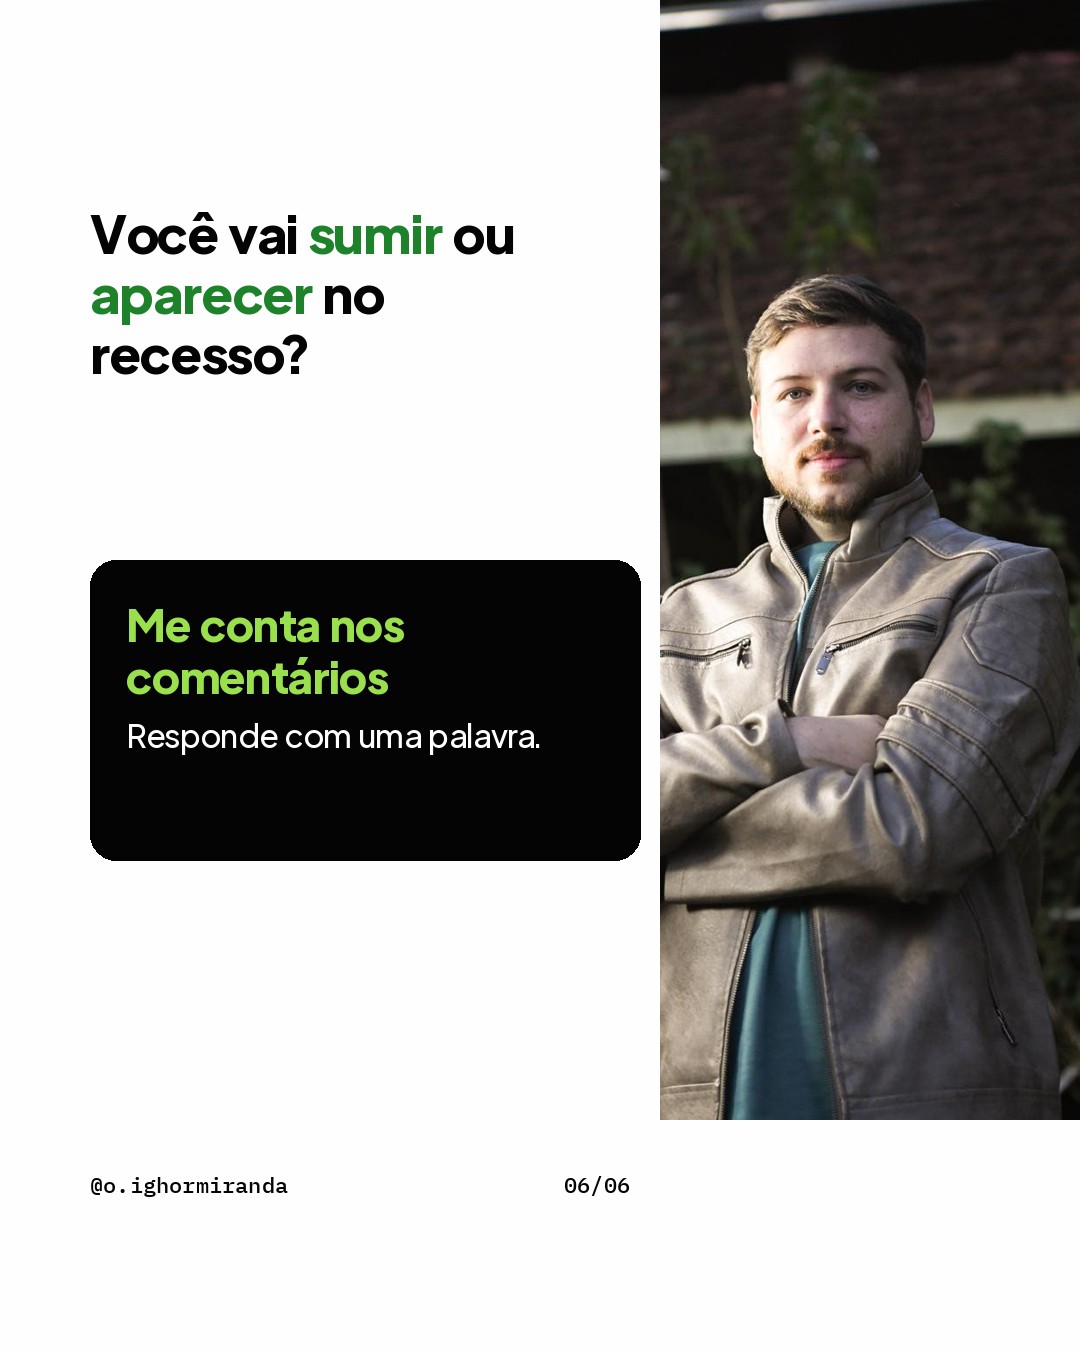 Você vai sumir ou
aparecer no
recesso?
Me conta nos
comentários
Responde com uma palavra.
@o.ighormiranda
06/06